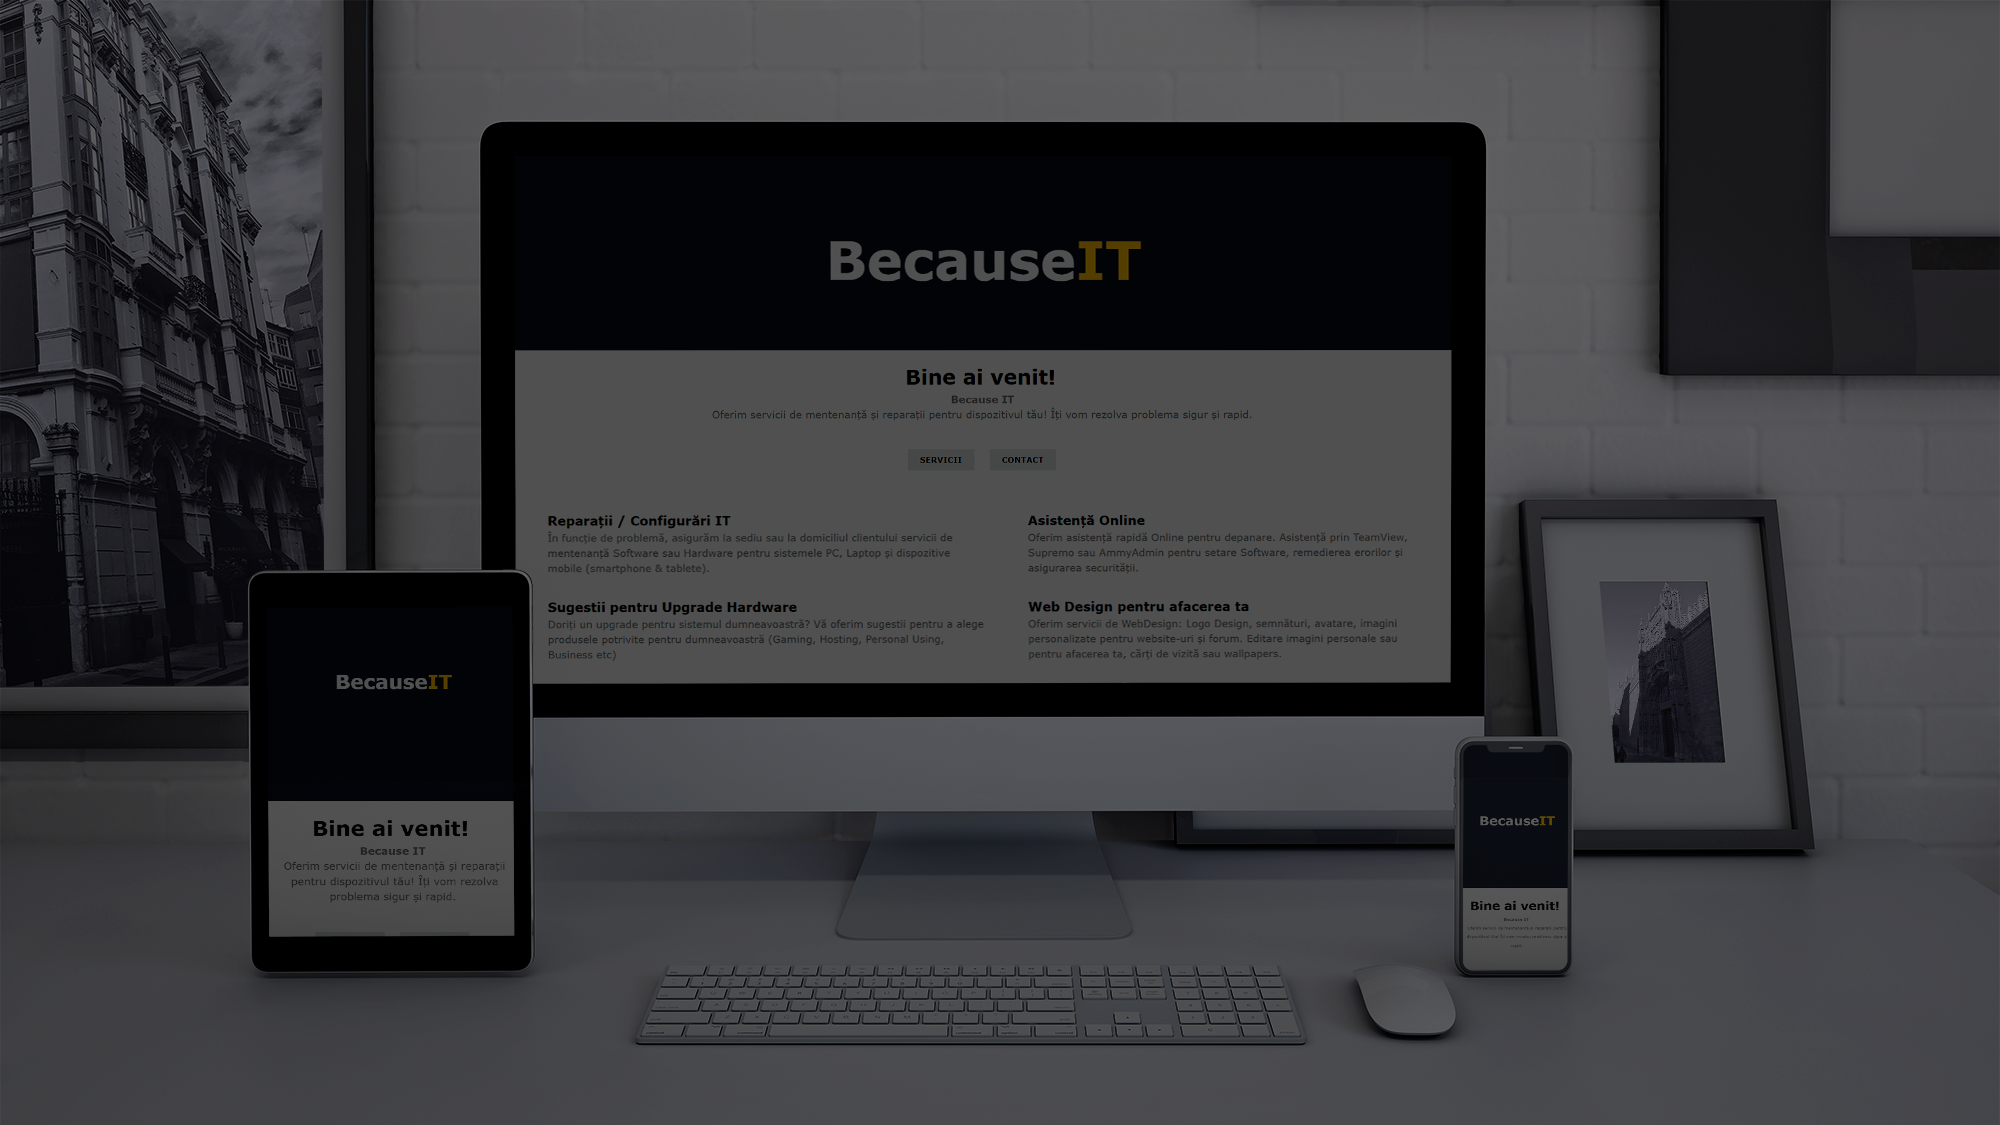 BecauseIT
Bine ai venit!
Because IT
Oferim servicii de mentenanță și reparații pentru dispozitivul tău! Îți vom rezolva problema sigur și rapid.
SERVICII CONTACT
Reparații / Configurări IT
În funcție de problemă, asigurăm la sediu sau la domiciliul clientului servicii de
mentenanță Software sau Hardware pentru sistemele PC, Laptop și dispozitive
mobile (smartphone & tablete).
Asistență Online
Oferim asistență rapidă Online pentru depanare. Asistență prin TeamView,
Supremo sau AmmyAdmin pentru setare Software, remedierea erorilor și
asigurarea securității.
Sugestii pentru Upgrade Hardware
Doriți un upgrade pentru sistemul dumneavoastră? Vă oferim sugestii pentru a alege
produsele potrivite pentru dumneavoastră (Gaming, Hosting, Personal Using,
Business etc)
Web Design pentru afacerea ta
Oferim servicii de WebDesign: Logo Design, semnături, avatare, imagini
personalizate pentru website-uri și forum. Editare imagini personale sau
pentru afacerea ta, cărți de vizită sau wallpapers.
BecauseIT
Bine ai venit!
Because IT
Oferim servicii de mentenanță și reparații
pentru dispozitivul tău! Îți vom rezolva
problema sigur și rapid.
BecauseIT
Bine ai venit!
Because IT